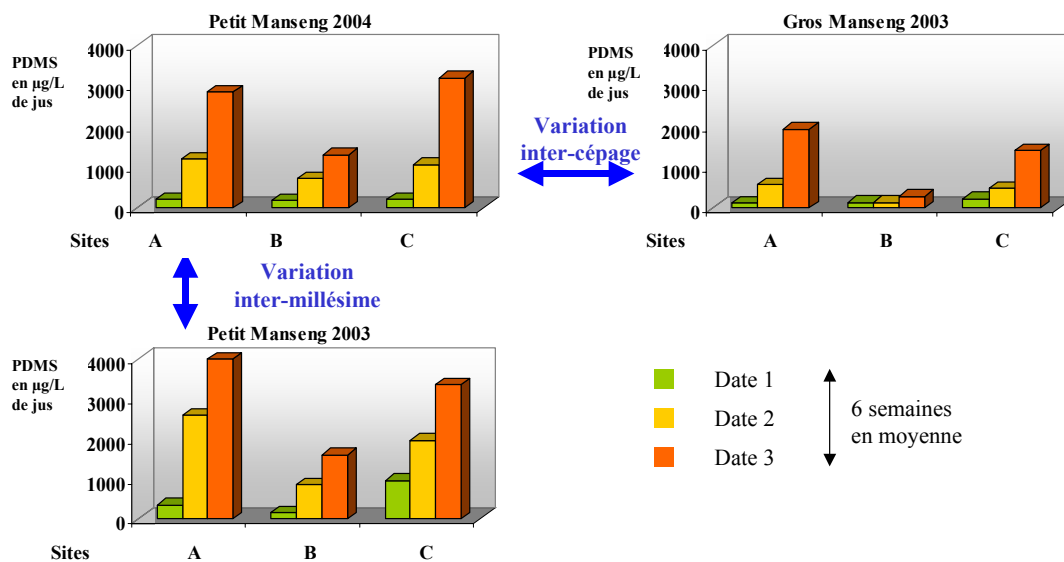 Petit Manseng 2004
PDMS
en µg/L
de jus
4000
3000
2000
1000
0
Sites A B C
Variation
inter-cépage
Gros Manseng 2003
PDMS
en µg/L
de jus
4000
3000
2000
1000
0
Sites A B C
Variation
inter-millésime
Petit Manseng 2003
PDMS
en µg/L
de jus
4000
3000
2000
1000
0
Sites A B C
Date 1
Date 2
Date 3
6 semaines
en moyenne